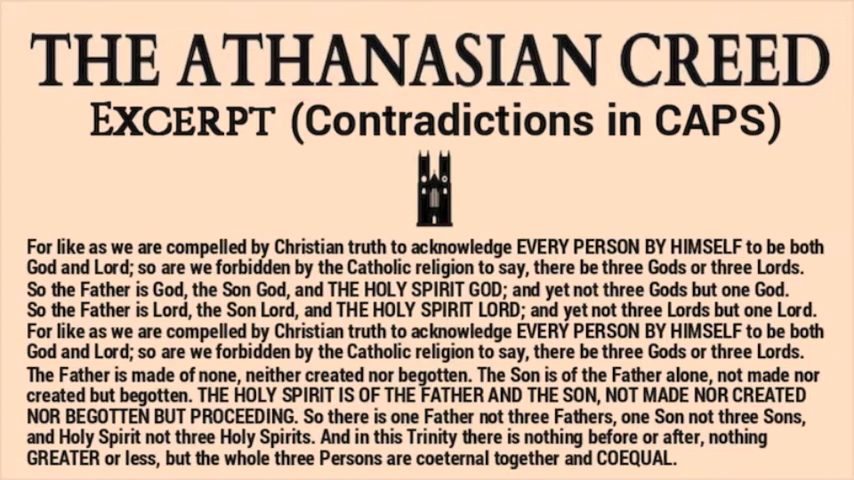 THE ATHANASIAN CREED
EXCERPT (Contradictions in CAPS)
For like as we are compelled by Christian truth to acknowledge EVERY PERSON BY HIMSELF to be both
God and Lord; so are we forbidden by the Catholic religion to say, there be three Gods or three Lords.
So the Father is God, the Son God, and THE HOLY SPIRIT GOD; and yet not three Gods but one God.
So the Father is Lord, the Son Lord, and THE HOLY SPIRIT LORD; and yet not three Lords but one Lord.
For like as we are compelled by Christian truth to acknowledge EVERY PERSON BY HIMSELF to be both
God and Lord; so are we forbidden by the Catholic religion to say, there be three Gods or three Lords.
The Father is made of none, neither created nor begotten. The Son is of the Father alone, not made nor
created but begotten. THE HOLY SPIRIT IS OF THE FATHER AND THE SON, NOT MADE NOR CREATED
NOR BEGOTTEN BUT PROCEEDING. So there is one Father not three Fathers, one Son not three Sons,
and Holy Spirit not three Holy Spirits. And in this Trinity there is nothing before or after, nothing
GREATER or less, but the whole three Persons are coeternal together and COEQUAL.